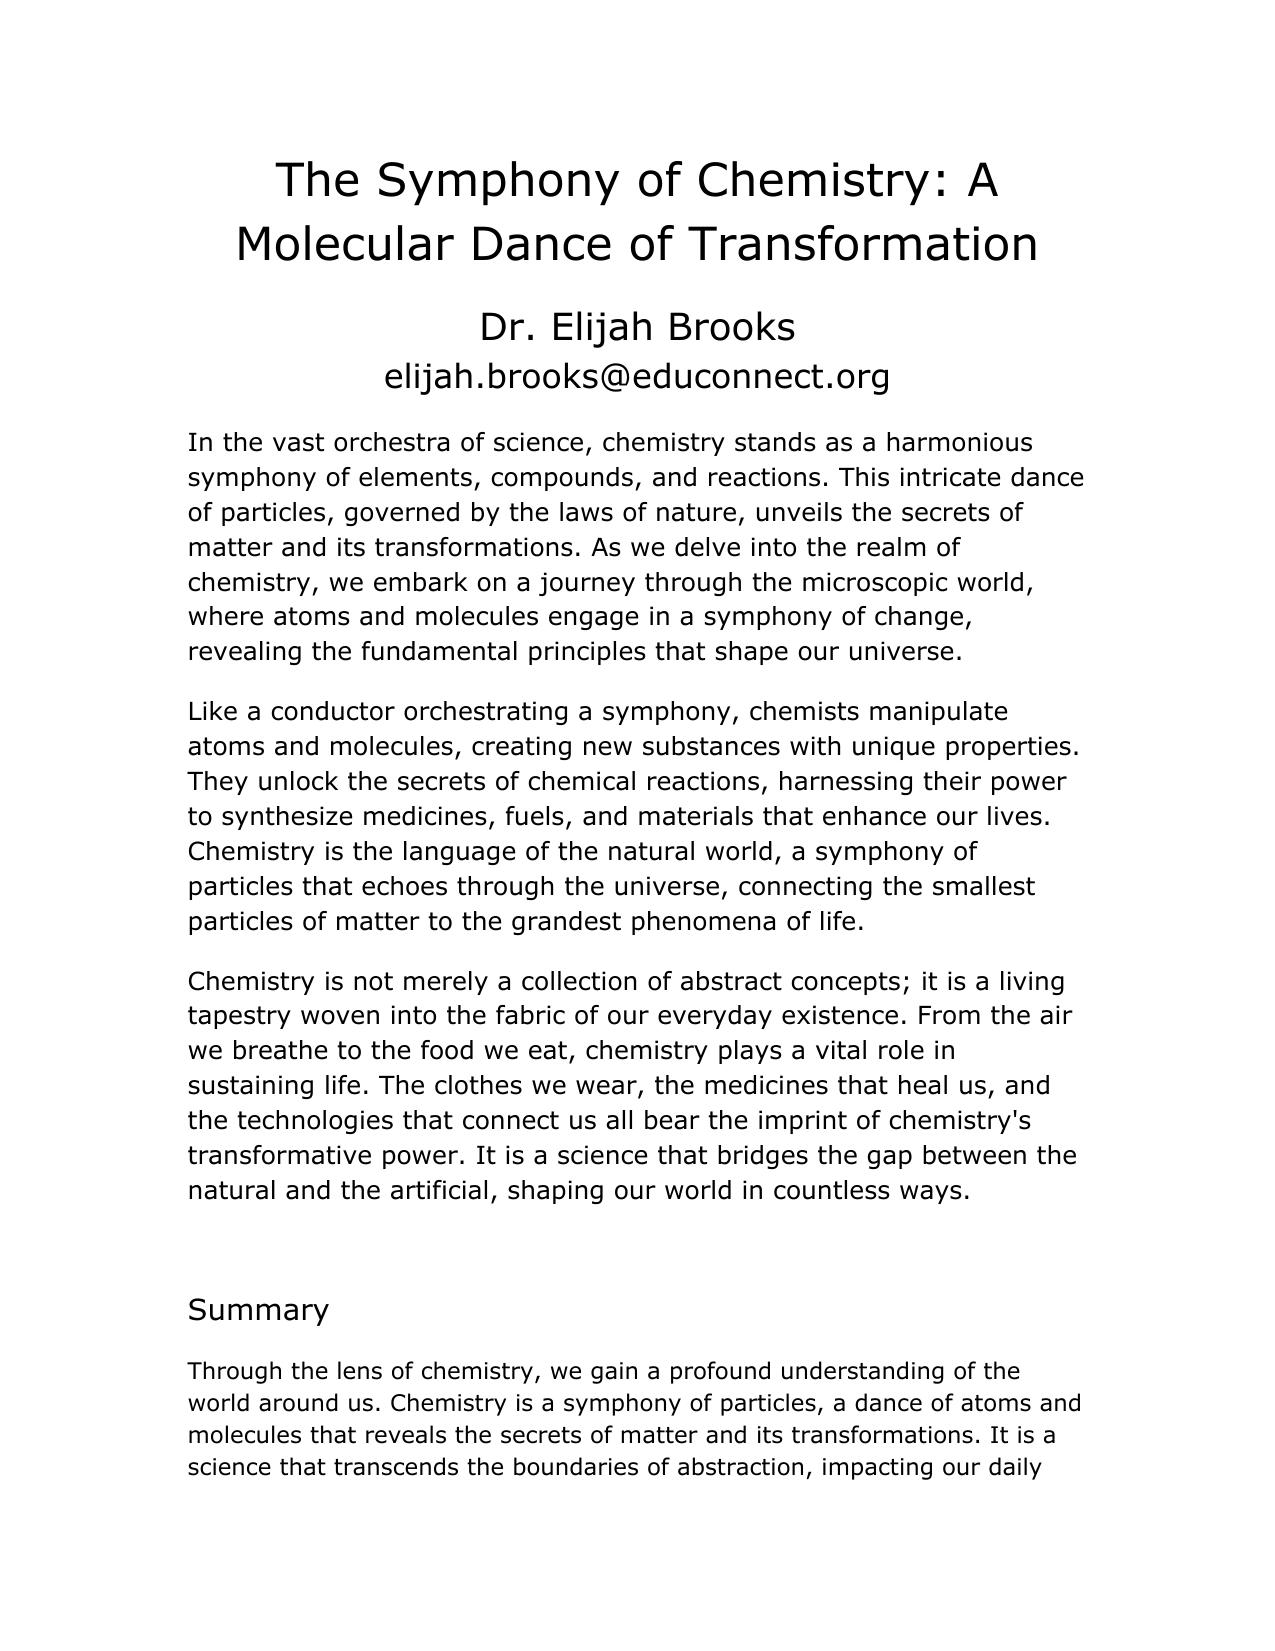 The Symphony of Chemistry: A
Molecular Dance of Transformation
Dr. Elijah Brooks
elijah.brooks@educonnect.org
In the vast orchestra of science, chemistry stands as a harmonious
symphony of elements, compounds, and reactions. This intricate dance
of particles, governed by the laws of nature, unveils the secrets of
matter and its transformations. As we delve into the realm of
chemistry, we embark on a journey through the microscopic world,
where atoms and molecules engage in a symphony of change,
revealing the fundamental principles that shape our universe.
Like a conductor orchestrating a symphony, chemists manipulate
atoms and molecules, creating new substances with unique properties.
They unlock the secrets of chemical reactions, harnessing their power
to synthesize medicines, fuels, and materials that enhance our lives.
Chemistry is the language of the natural world, a symphony of
particles that echoes through the universe, connecting the smallest
particles of matter to the grandest phenomena of life.
Chemistry is not merely a collection of abstract concepts; it is a living
tapestry woven into the fabric of our everyday existence. From the air
we breathe to the food we eat, chemistry plays a vital role in
sustaining life. The clothes we wear, the medicines that heal us, and
the technologies that connect us all bear the imprint of chemistry's
transformative power. It is a science that bridges the gap between the
natural and the artificial, shaping our world in countless ways.
Summary
Through the lens of chemistry, we gain a profound understanding of the
world around us. Chemistry is a symphony of particles, a dance of atoms and
molecules that reveals the secrets of matter and its transformations. It is a
science that transcends the boundaries of abstraction, impacting our daily